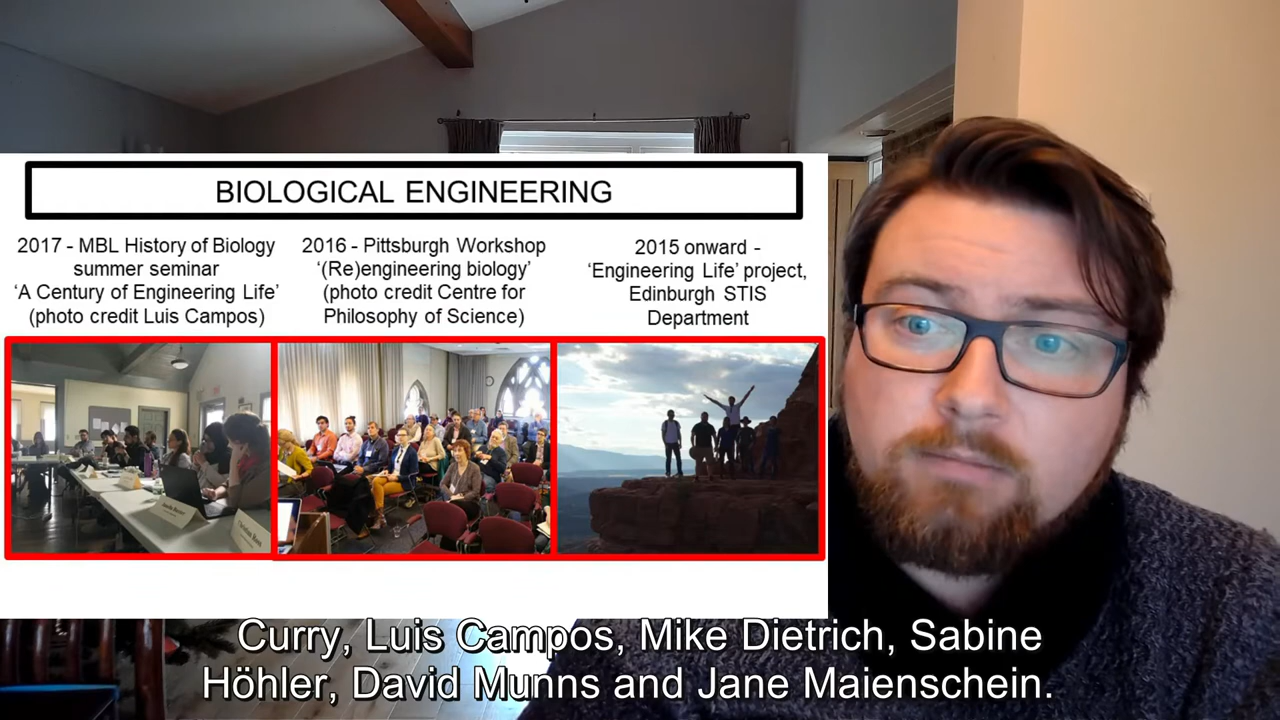 BIOLOGICAL ENGINEERING
2017 - MBL History of Biology
summer seminar
‘A Century of Engineering Life’
(photo credit Luis Campos)
2016 - Pittsburgh Workshop
‘(Re)engineering biology’
(photo credit Centre for
Philosophy of Science)
2015 onward -
‘Engineering Life’ project,
Edinburgh STIS
Department
Curry, Luis Campos, Mike Dietrich, Sabine
Höhler, David Munns and Jane Maienschein.